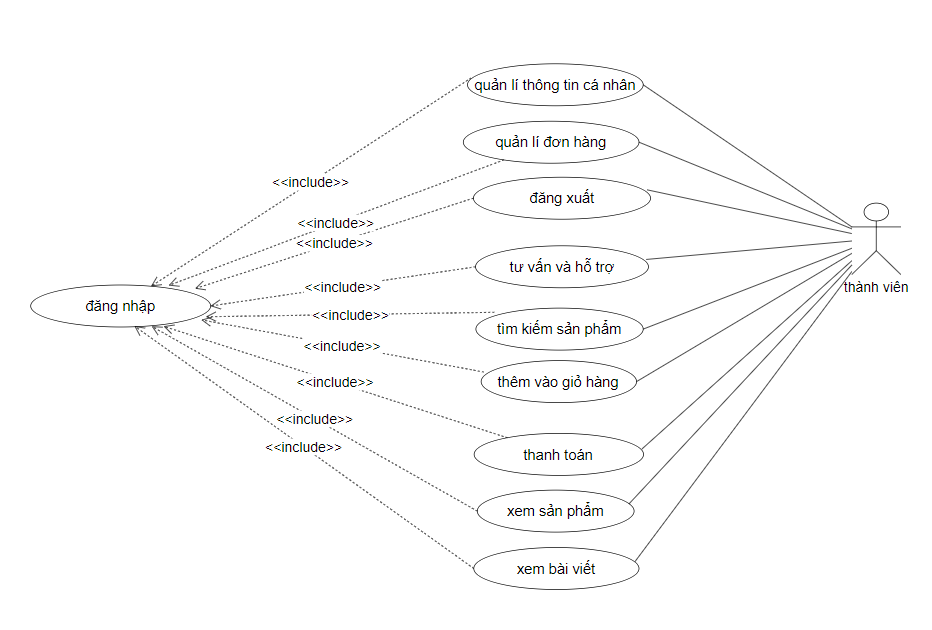 quản lí thông tin cá nhân
quản lí đơn hàng
<<include>>
đăng xuất
<<include>>
<<include>>
tư vấn và hỗ trợ
<<include>>
thành viên
đăng nhập
<<include>>
tìm kiếm sản phẩm
<<include>>
thêm vào giỏ hàng
<<include>>
<<include>>
<<include>>
thanh toán
xem sản phẩm
xem bài viết